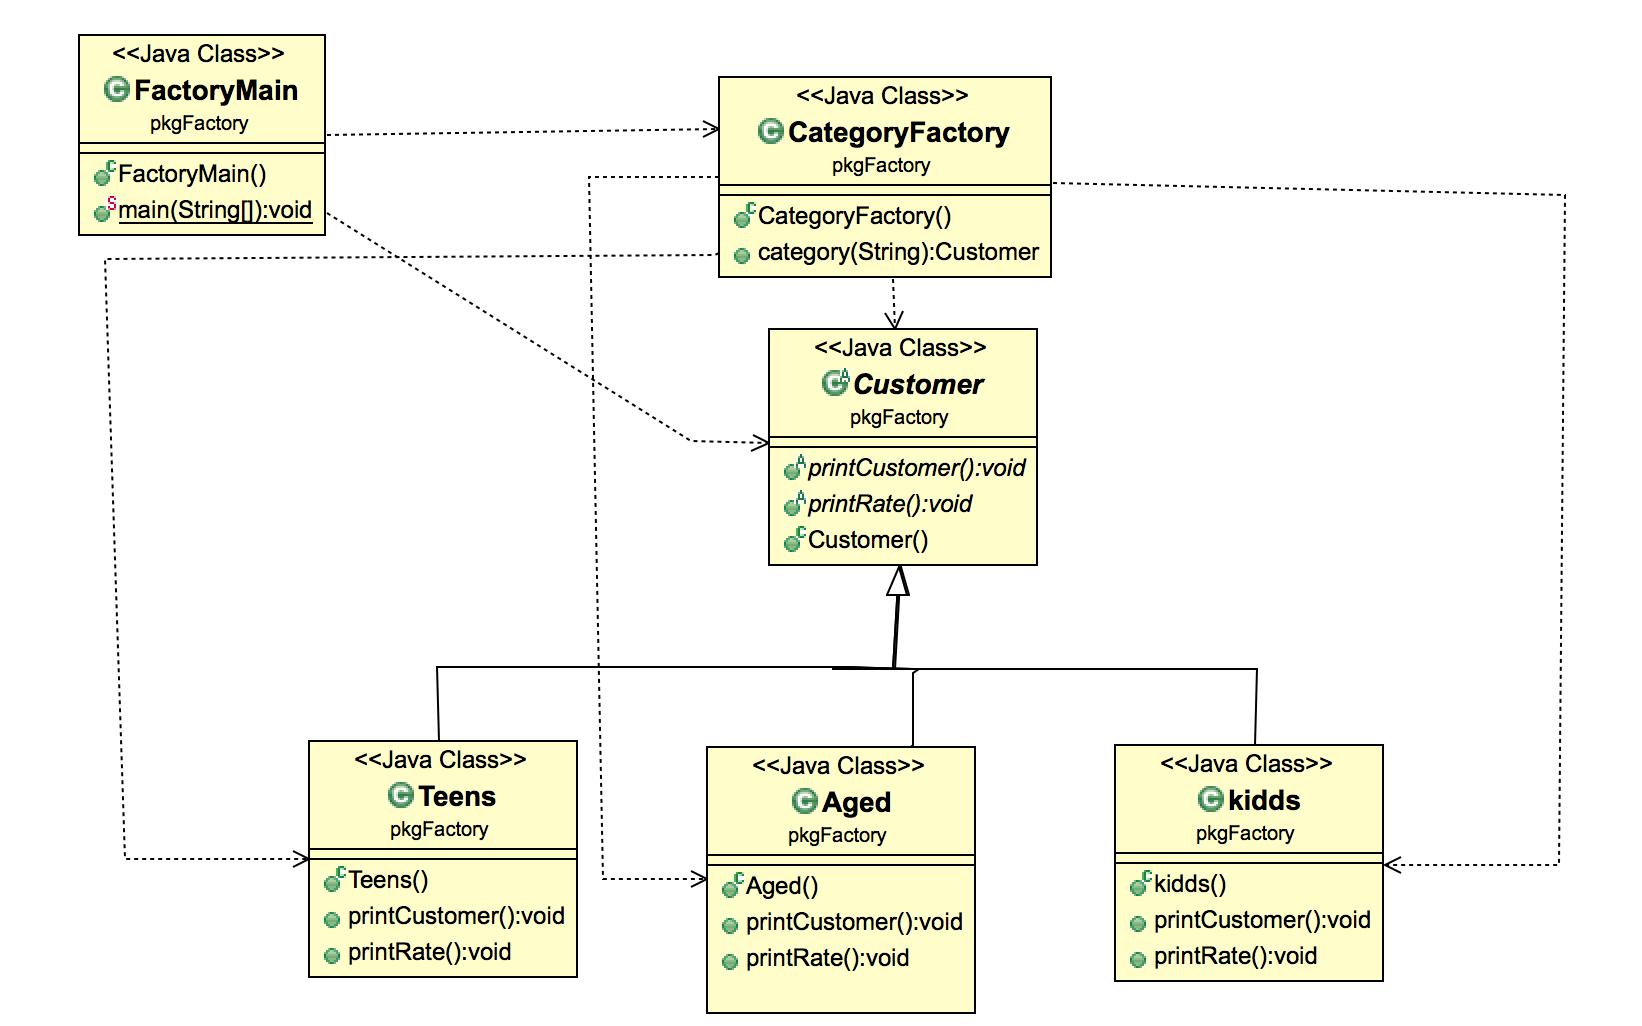 <<Java Class>>
FactoryMain
pkgFactory
FactoryMain()
main(String[]):void
<<Java Class>>
CategoryFactory
pkgFactory
CategoryFactory()
category(String):Customer
<<Java Class>>
Customer
pkgFactory
printCustomer():void
printRate():void
Customer()
<<Java Class>>
Teens
pkgFactory
Teens()
printCustomer():void
printRate():void
<<Java Class>>
Aged
pkgFactory
Aged()
printCustomer():void
printRate():void
<<Java Class>>
kidds
pkgFactory
kidds()
printCustomer():void
printRate():void